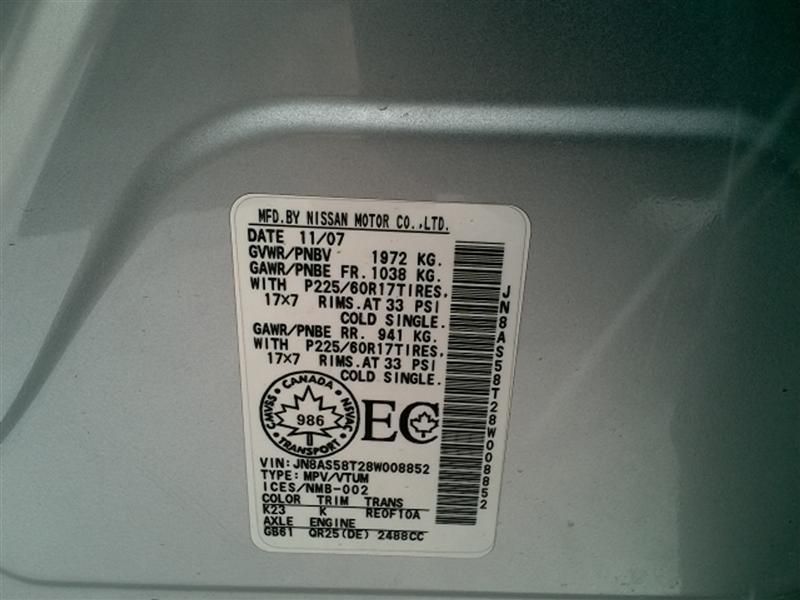 MFD.BY NISSAN MOTOR CO.,LTD.
DATE 11/07
GVWR/PNBV 1972 KG.
GAWR/PNBE FR. 1038 KG.
WITH P225/60R17TIRES.
17×7 RIMS.AT 33 PSI
COLD SINGLE.
GAWR/PNBE RR. 941 KG.
WITH P225/60R17TIRES.
17×7 RIMS.AT 33 PSI
COLD SINGLE.
CANADA
CMVSS
NSVAC
986
TRANSPORT
EC
VIN:JN8AS58T28W008852
TYPE:MPV/VTUM
ICES/NMB-002
COLOR TRIM TRANS
K23 K RE0F10A
AXLE ENGINE
GB61 QR25(DE) 2488CC
JN8AS58T28W008852